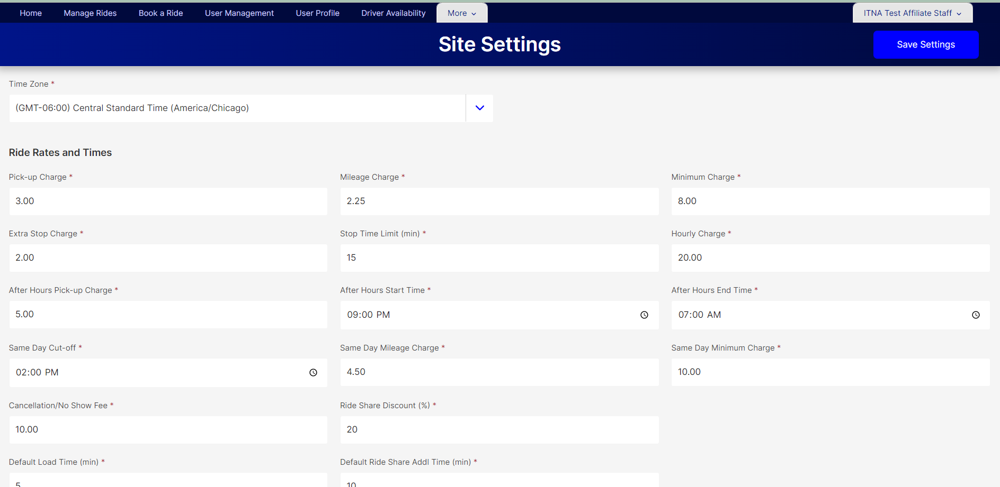 Home Manage Rides Book a Ride User Management User Profile Driver Availability More ITNA Test Affiliate Staff
Site Settings
Save Settings
Time Zone *
(GMT-06:00) Central Standard Time (America/Chicago)
Ride Rates and Times
Pick-up Charge * Mileage Charge * Minimum Charge *
3.00 2.25 8.00
Extra Stop Charge * Stop Time Limit (min) * Hourly Charge *
2.00 15 20.00
After Hours Pick-up Charge * After Hours Start Time * After Hours End Time *
5.00 09:00 PM 07:00 AM
Same Day Cut-off * Same Day Mileage Charge * Same Day Minimum Charge *
02:00 PM 4.50 10.00
Cancellation/No Show Fee * Ride Share Discount (%) *
10.00 20
Default Load Time (min) * Default Ride Share Addl Time (min) *
5 10